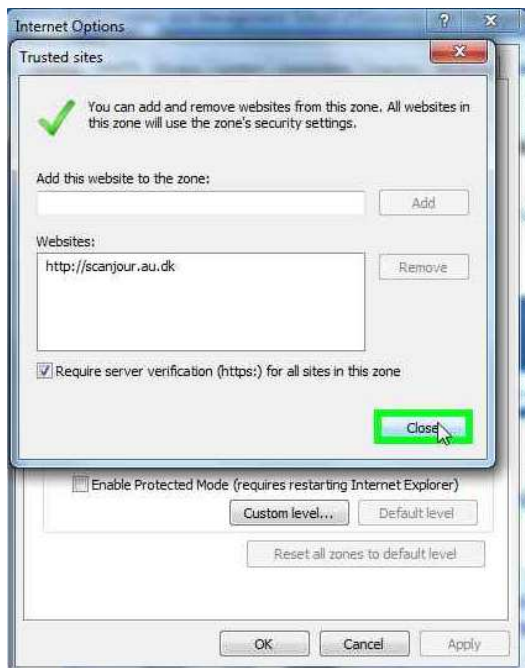 Internet Options
Trusted sites
You can add and remove websites from this zone. All websites in
this zone will use the zone's security settings.
Add this website to the zone:
Add
Websites:
http://scanjour.au.dk
Remove
Require server verification (https:) for all sites in this zone
Close
Enable Protected Mode (requires restarting Internet Explorer)
Custom level...
Default level
Reset all zones to default level
OK
Cancel
Apply